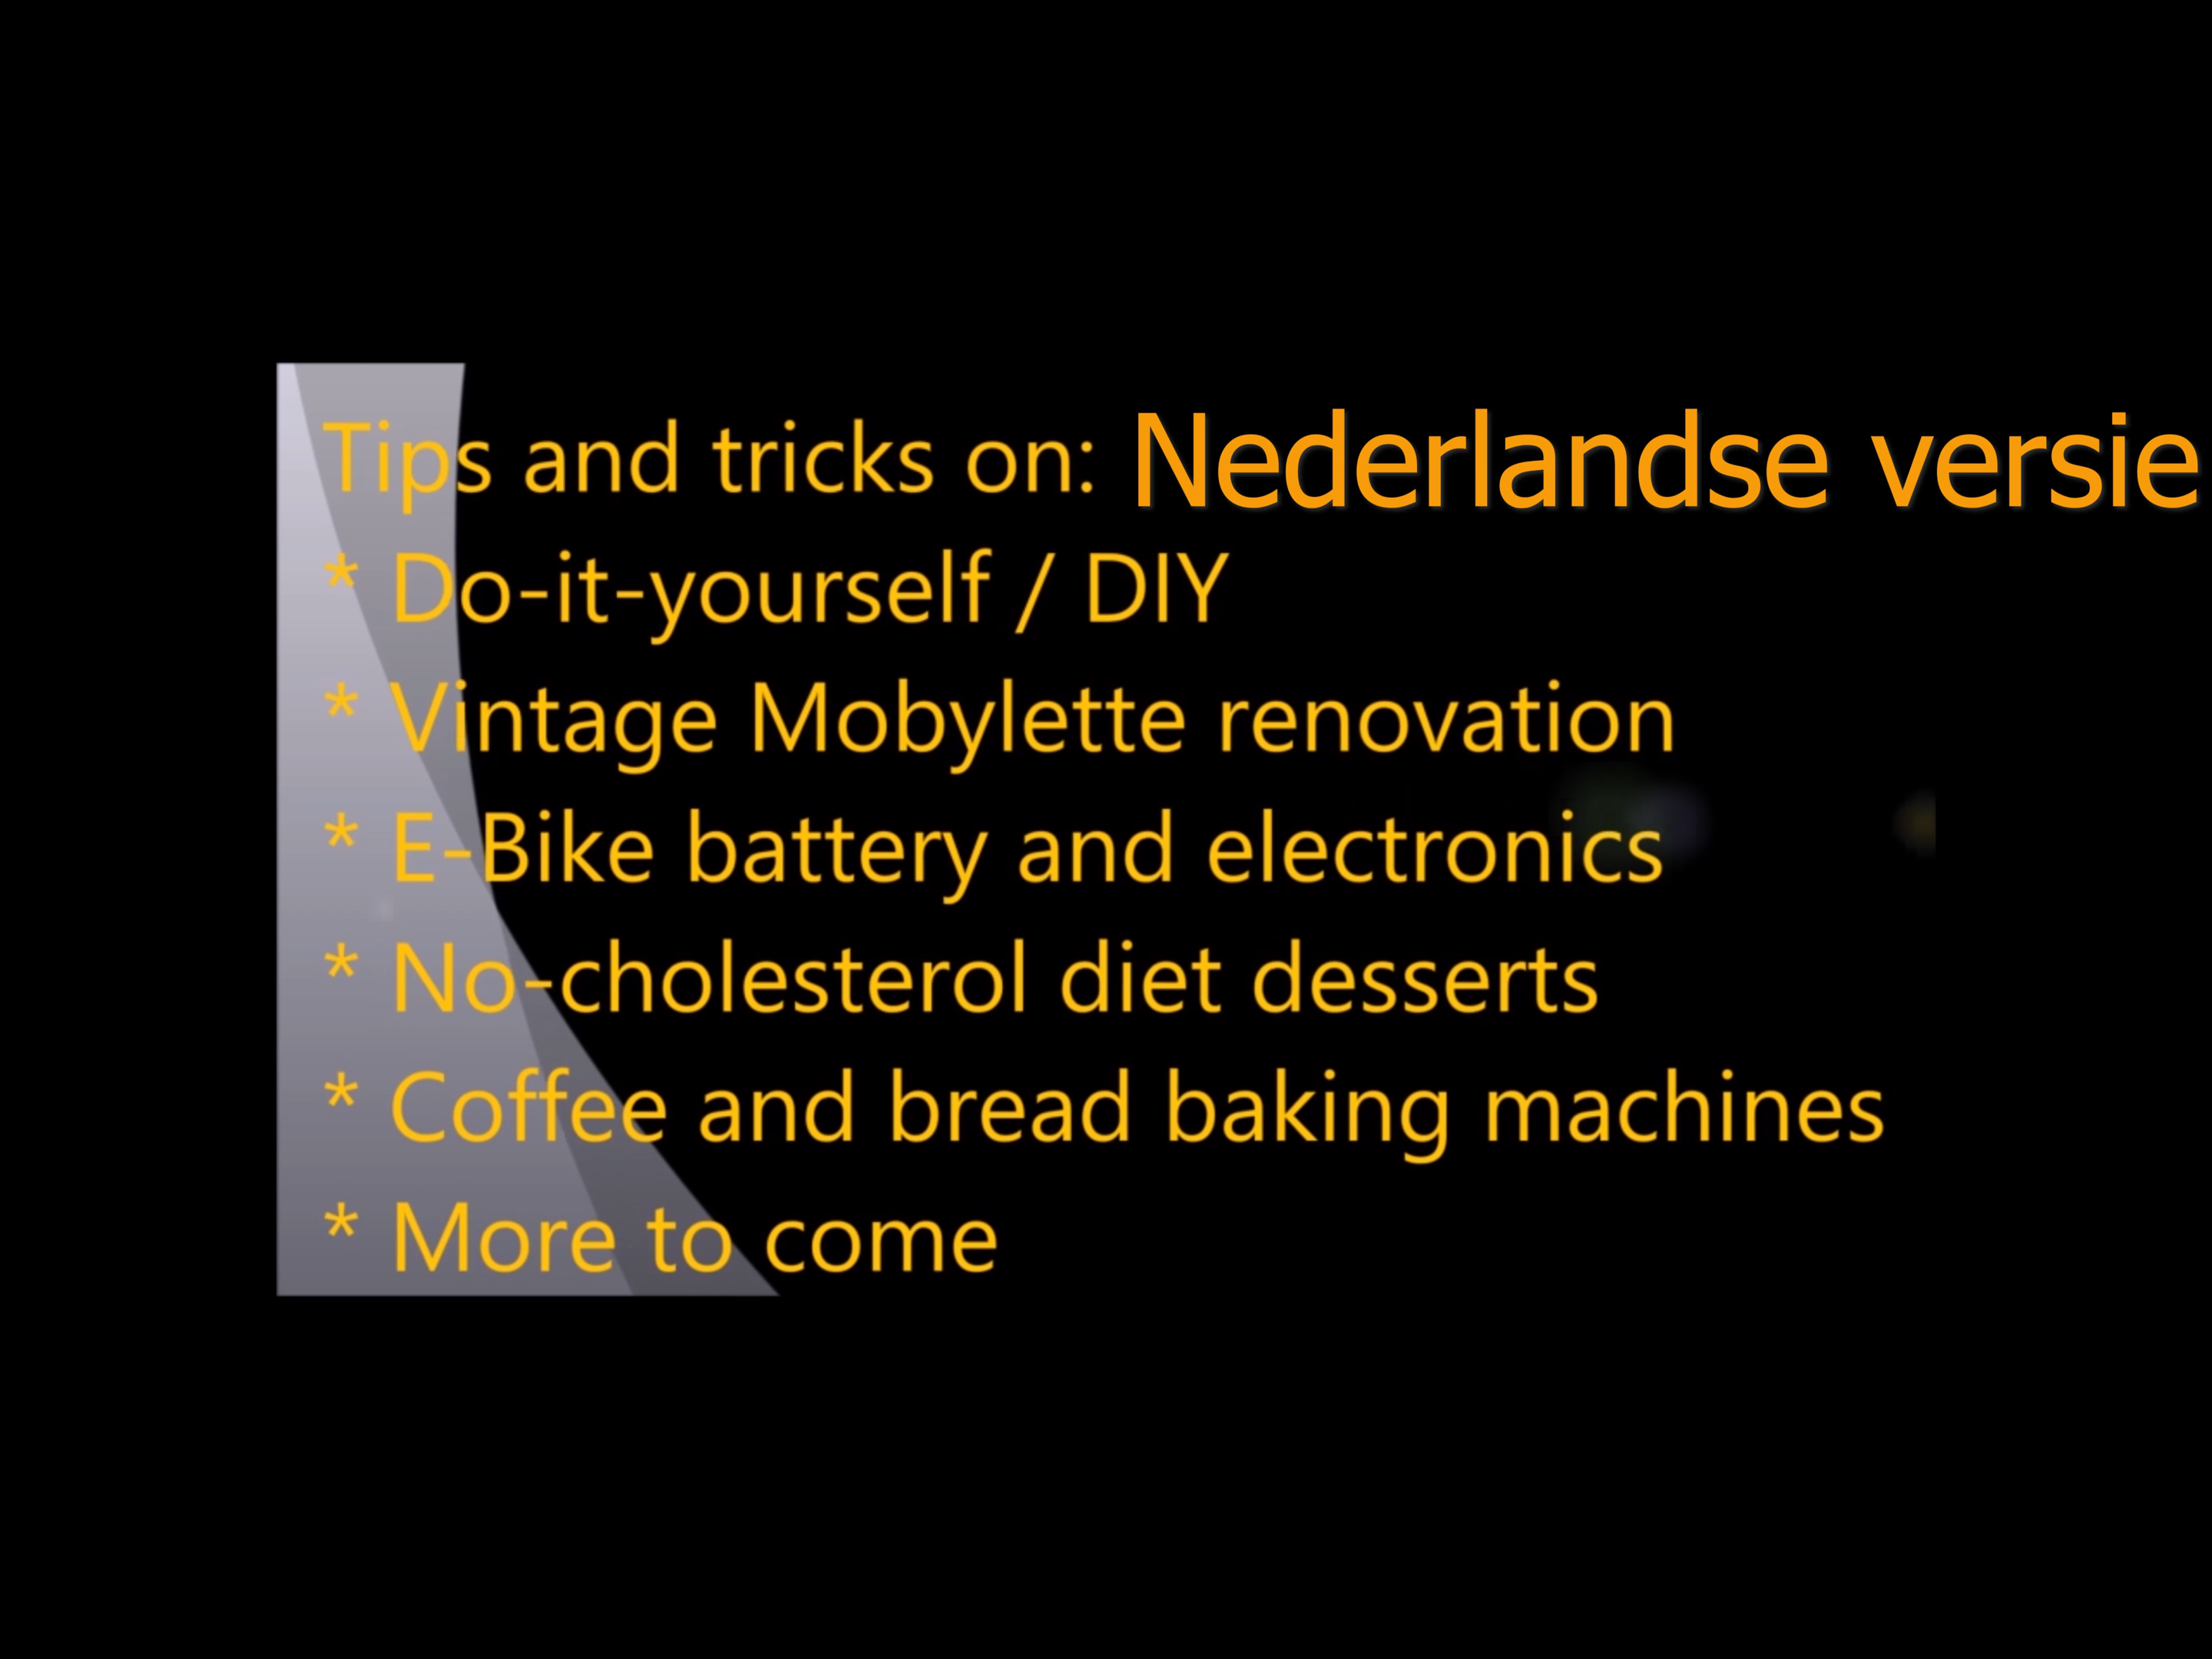 Tips and tricks on: Nederlandse versie
* Do-it-yourself / DIY
* Vintage Mobylette renovation
* E-Bike battery and electronics
* No-cholesterol diet desserts
* Coffee and bread baking machines
* More to come